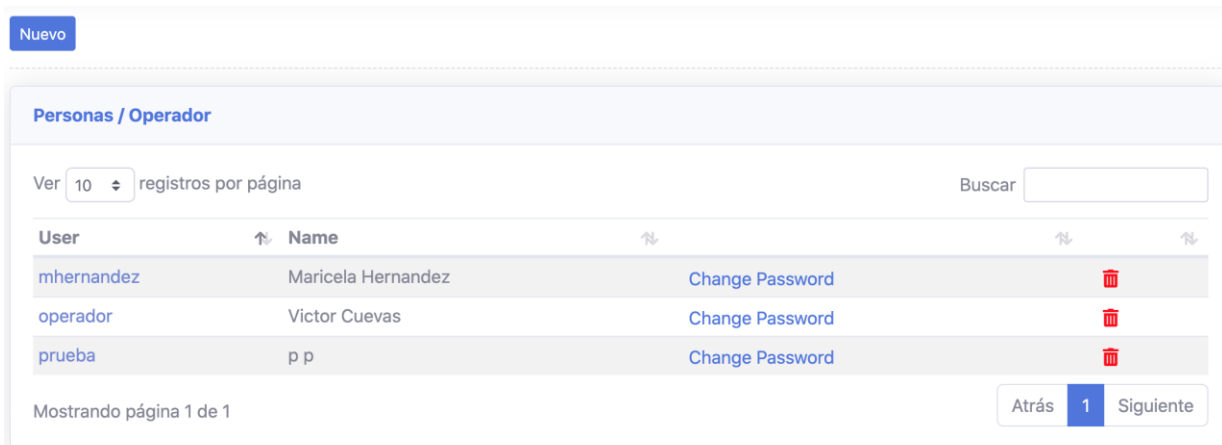 Nuevo
Personas / Operador
Ver 10 registros por página
Buscar
User Name
mhernandez Maricela Hernandez Change Password
operador Victor Cuevas Change Password
prueba p p Change Password
Mostrando página 1 de 1
Atrás 1 Siguiente